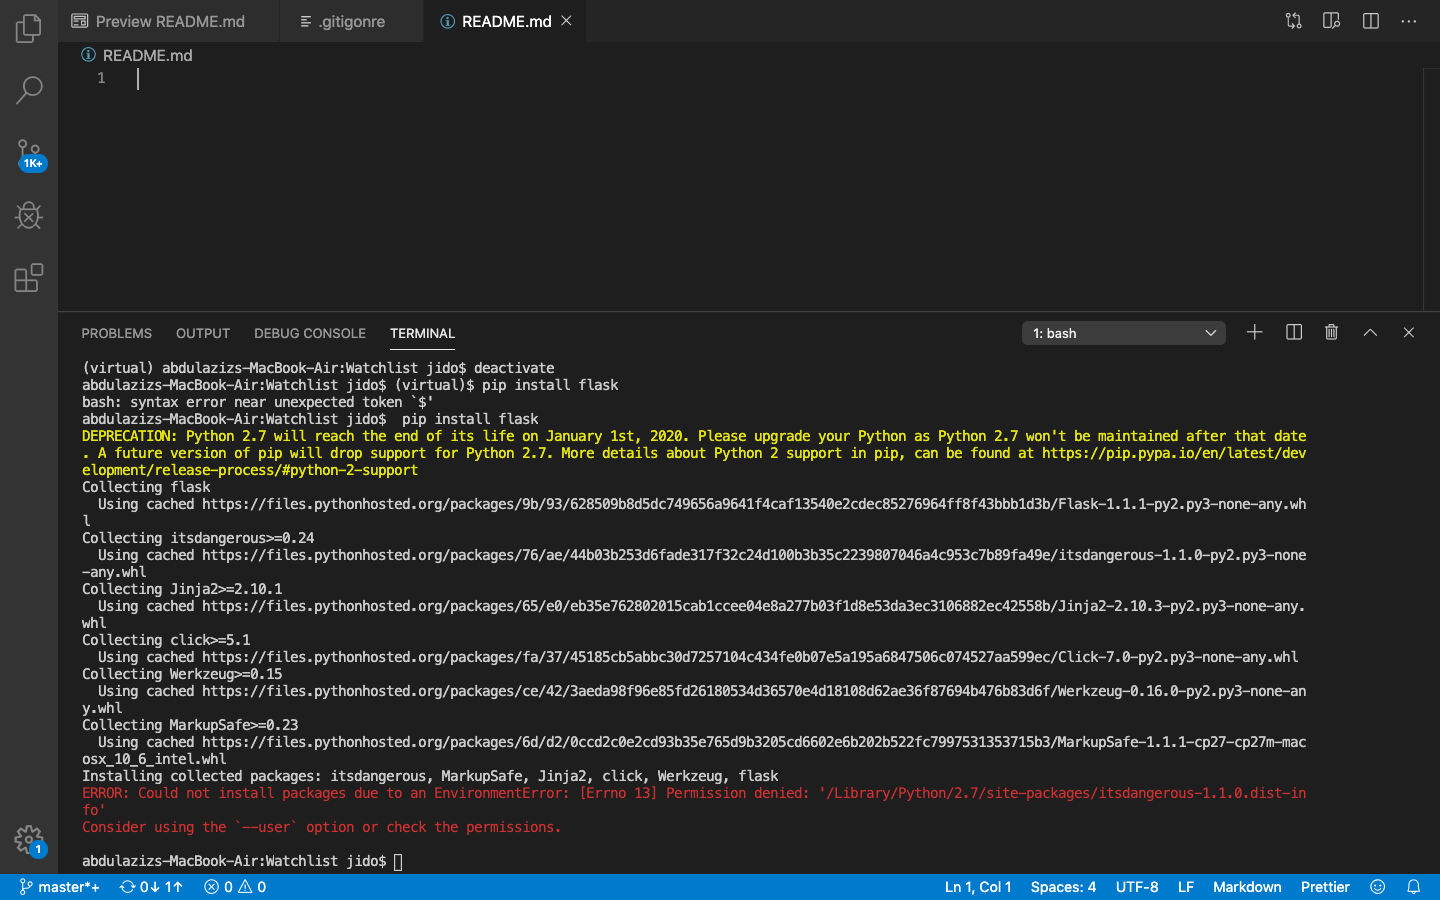 Preview README.md
.gitigonre
README.md
README.md
1
1K+
PROBLEMS OUTPUT DEBUG CONSOLE TERMINAL
1: bash
(virtual) abdulazizs-MacBook-Air:Watchlist jido$ deactivate
abdulazizs-MacBook-Air:Watchlist jido$ (virtual)$ pip install flask
bash: syntax error near unexpected token `$'
abdulazizs-MacBook-Air:Watchlist jido$  pip install flask
DEPRECATION: Python 2.7 will reach the end of its life on January 1st, 2020. Please upgrade your Python as Python 2.7 won't be maintained after that date
. A future version of pip will drop support for Python 2.7. More details about Python 2 support in pip, can be found at https://pip.pypa.io/en/latest/dev
elopment/release-process/#python-2-support
Collecting flask
  Using cached https://files.pythonhosted.org/packages/9b/93/628509b8d5dc749656a9641f4caf13540e2cdec85276964ff8f43bbb1d3b/Flask-1.1.1-py2.py3-none-any.wh
l
Collecting itsdangerous>=0.24
  Using cached https://files.pythonhosted.org/packages/76/ae/44b03b253d6fade317f32c24d100b3b35c2239807046a4c953c7b89fa49e/itsdangerous-1.1.0-py2.py3-none
-any.whl
Collecting Jinja2>=2.10.1
  Using cached https://files.pythonhosted.org/packages/65/e0/eb35e762802015cab1ccee04e8a277b03f1d8e53da3ec3106882ec42558b/Jinja2-2.10.3-py2.py3-none-any.
whl
Collecting click>=5.1
  Using cached https://files.pythonhosted.org/packages/fa/37/45185cb5abbc30d7257104c434fe0b07e5a195a6847506c074527aa599ec/Click-7.0-py2.py3-none-any.whl
Collecting Werkzeug>=0.15
  Using cached https://files.pythonhosted.org/packages/ce/42/3aeda98f96e85fd26180534d36570e4d18108d62ae36f87694b476b83d6f/Werkzeug-0.16.0-py2.py3-none-an
y.whl
Collecting MarkupSafe>=0.23
  Using cached https://files.pythonhosted.org/packages/6d/d2/0ccd2c0e2cd93b35e765d9b3205cd6602e6b202b522fc7997531353715b3/MarkupSafe-1.1.1-cp27-cp27m-mac
osx_10_6_intel.whl
Installing collected packages: itsdangerous, MarkupSafe, Jinja2, click, Werkzeug, flask
ERROR: Could not install packages due to an EnvironmentError: [Errno 13] Permission denied: '/Library/Python/2.7/site-packages/itsdangerous-1.1.0.dist-in
fo'
Consider using the `--user` option or check the permissions.
abdulazizs-MacBook-Air:Watchlist jido$
1
master*+ 0↓ 1↑ 0 0 Ln 1, Col 1 Spaces: 4 UTF-8 LF Markdown Prettier